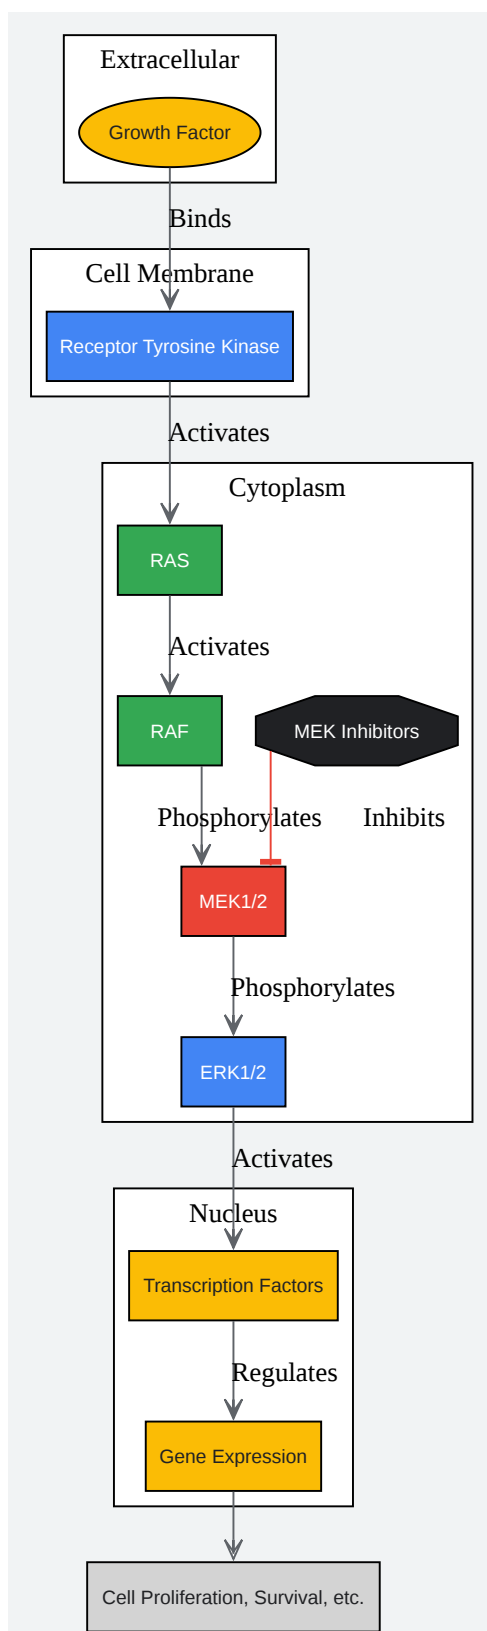 Extracellular
Growth Factor
Binds
Cell Membrane
Receptor Tyrosine Kinase
Activates
Cytoplasm
RAS
Activates
RAF
MEK Inhibitors
Phosphorylates
Inhibits
MEK1/2
Phosphorylates
ERK1/2
Activates
Nucleus
Transcription Factors
Regulates
Gene Expression
Cell Proliferation, Survival, etc.